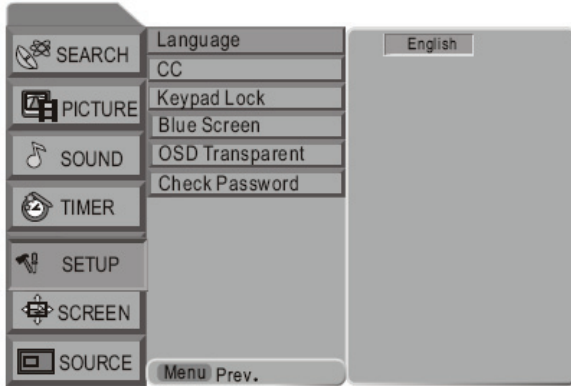 SEARCH
PICTURE
SOUND
TIMER
SETUP
SCREEN
SOURCE
Language
CC
Keypad Lock
Blue Screen
OSD Transparent
Check Password
Menu Prev.
English